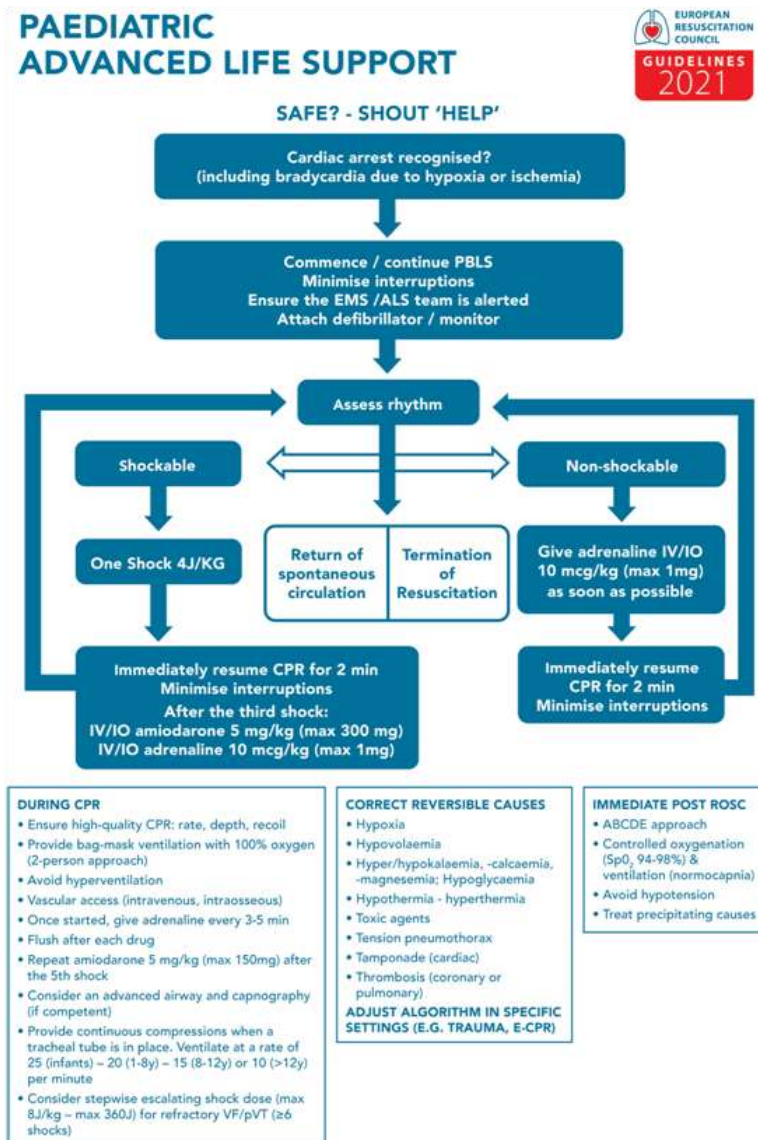 PAEDIATRIC
ADVANCED LIFE SUPPORT
EUROPEAN
RESUSCITATION
COUNCIL
GUIDELINES
2021
SAFE? - SHOUT ‘HELP’
Cardiac arrest recognised?
(including bradycardia due to hypoxia or ischemia)
Commence / continue PBLS
Minimise interruptions
Ensure the EMS /ALS team is alerted
Attach defibrillator / monitor
Assess rhythm
Shockable
Non-shockable
One Shock 4J/KG
Return of
spontaneous
circulation
Termination
of
Resuscitation
Give adrenaline IV/IO
10 mcg/kg (max 1mg)
as soon as possible
Immediately resume CPR for 2 min
Minimise interruptions
After the third shock:
IV/IO amiodarone 5 mg/kg (max 300 mg)
IV/IO adrenaline 10 mcg/kg (max 1mg)
Immediately resume
CPR for 2 min
Minimise interruptions
DURING CPR
• Ensure high-quality CPR: rate, depth, recoil
• Provide bag-mask ventilation with 100% oxygen
(2-person approach)
• Avoid hyperventilation
• Vascular access (intravenous, intraosseous)
• Once started, give adrenaline every 3-5 min
• Flush after each drug
• Repeat amiodarone 5 mg/kg (max 150mg) after
the 5th shock
• Consider an advanced airway and capnography
(if competent)
• Provide continuous compressions when a
tracheal tube is in place. Ventilate at a rate of
25 (infants) – 20 (1-8y) – 15 (8-12y) or 10 (>12y)
per minute
• Consider stepwise escalating shock dose (max
8J/kg – max 360J) for refractory VF/pVT (≥6
shocks)
CORRECT REVERSIBLE CAUSES
• Hypoxia
• Hypovolaemia
• Hyper/hypokalaemia, -calcaemia,
-magnesemia; Hypoglycaemia
• Hypothermia - hyperthermia
• Toxic agents
• Tension pneumothorax
• Tamponade (cardiac)
• Thrombosis (coronary or
pulmonary)
ADJUST ALGORITHM IN SPECIFIC
SETTINGS (E.G. TRAUMA, E-CPR)
IMMEDIATE POST ROSC
• ABCDE approach
• Controlled oxygenation
(Sp0₂ 94-98%) &
ventilation (normocapnia)
• Avoid hypotension
• Treat precipitating causes